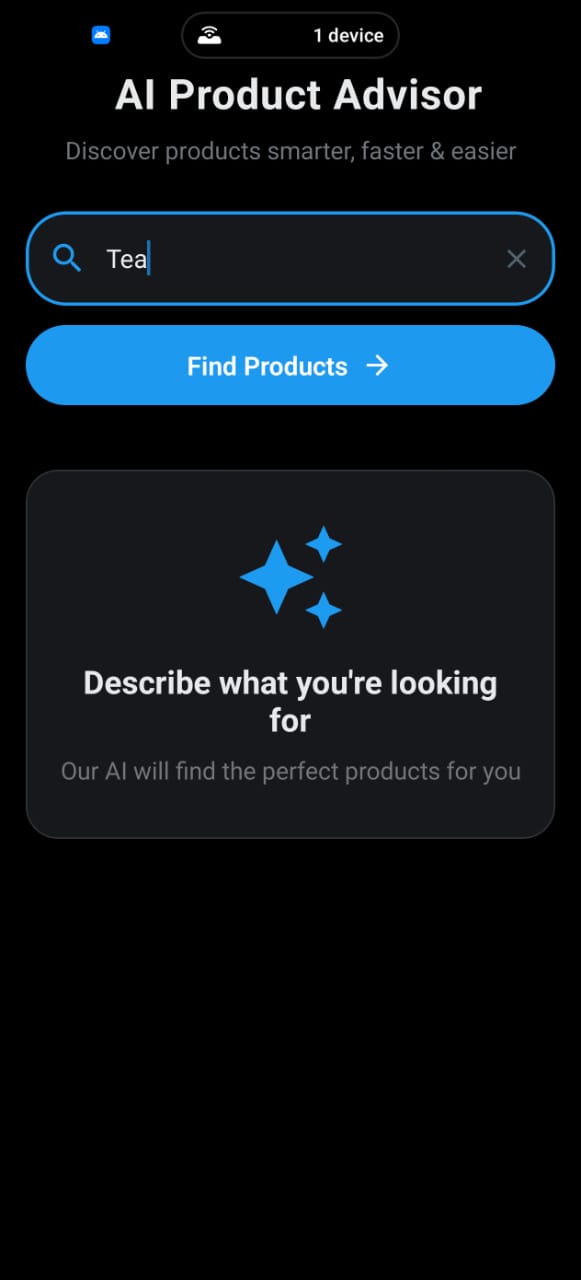 1 device
AI Product Advisor
Discover products smarter, faster & easier
Tea
Find Products
Describe what you're looking
for
Our AI will find the perfect products for you